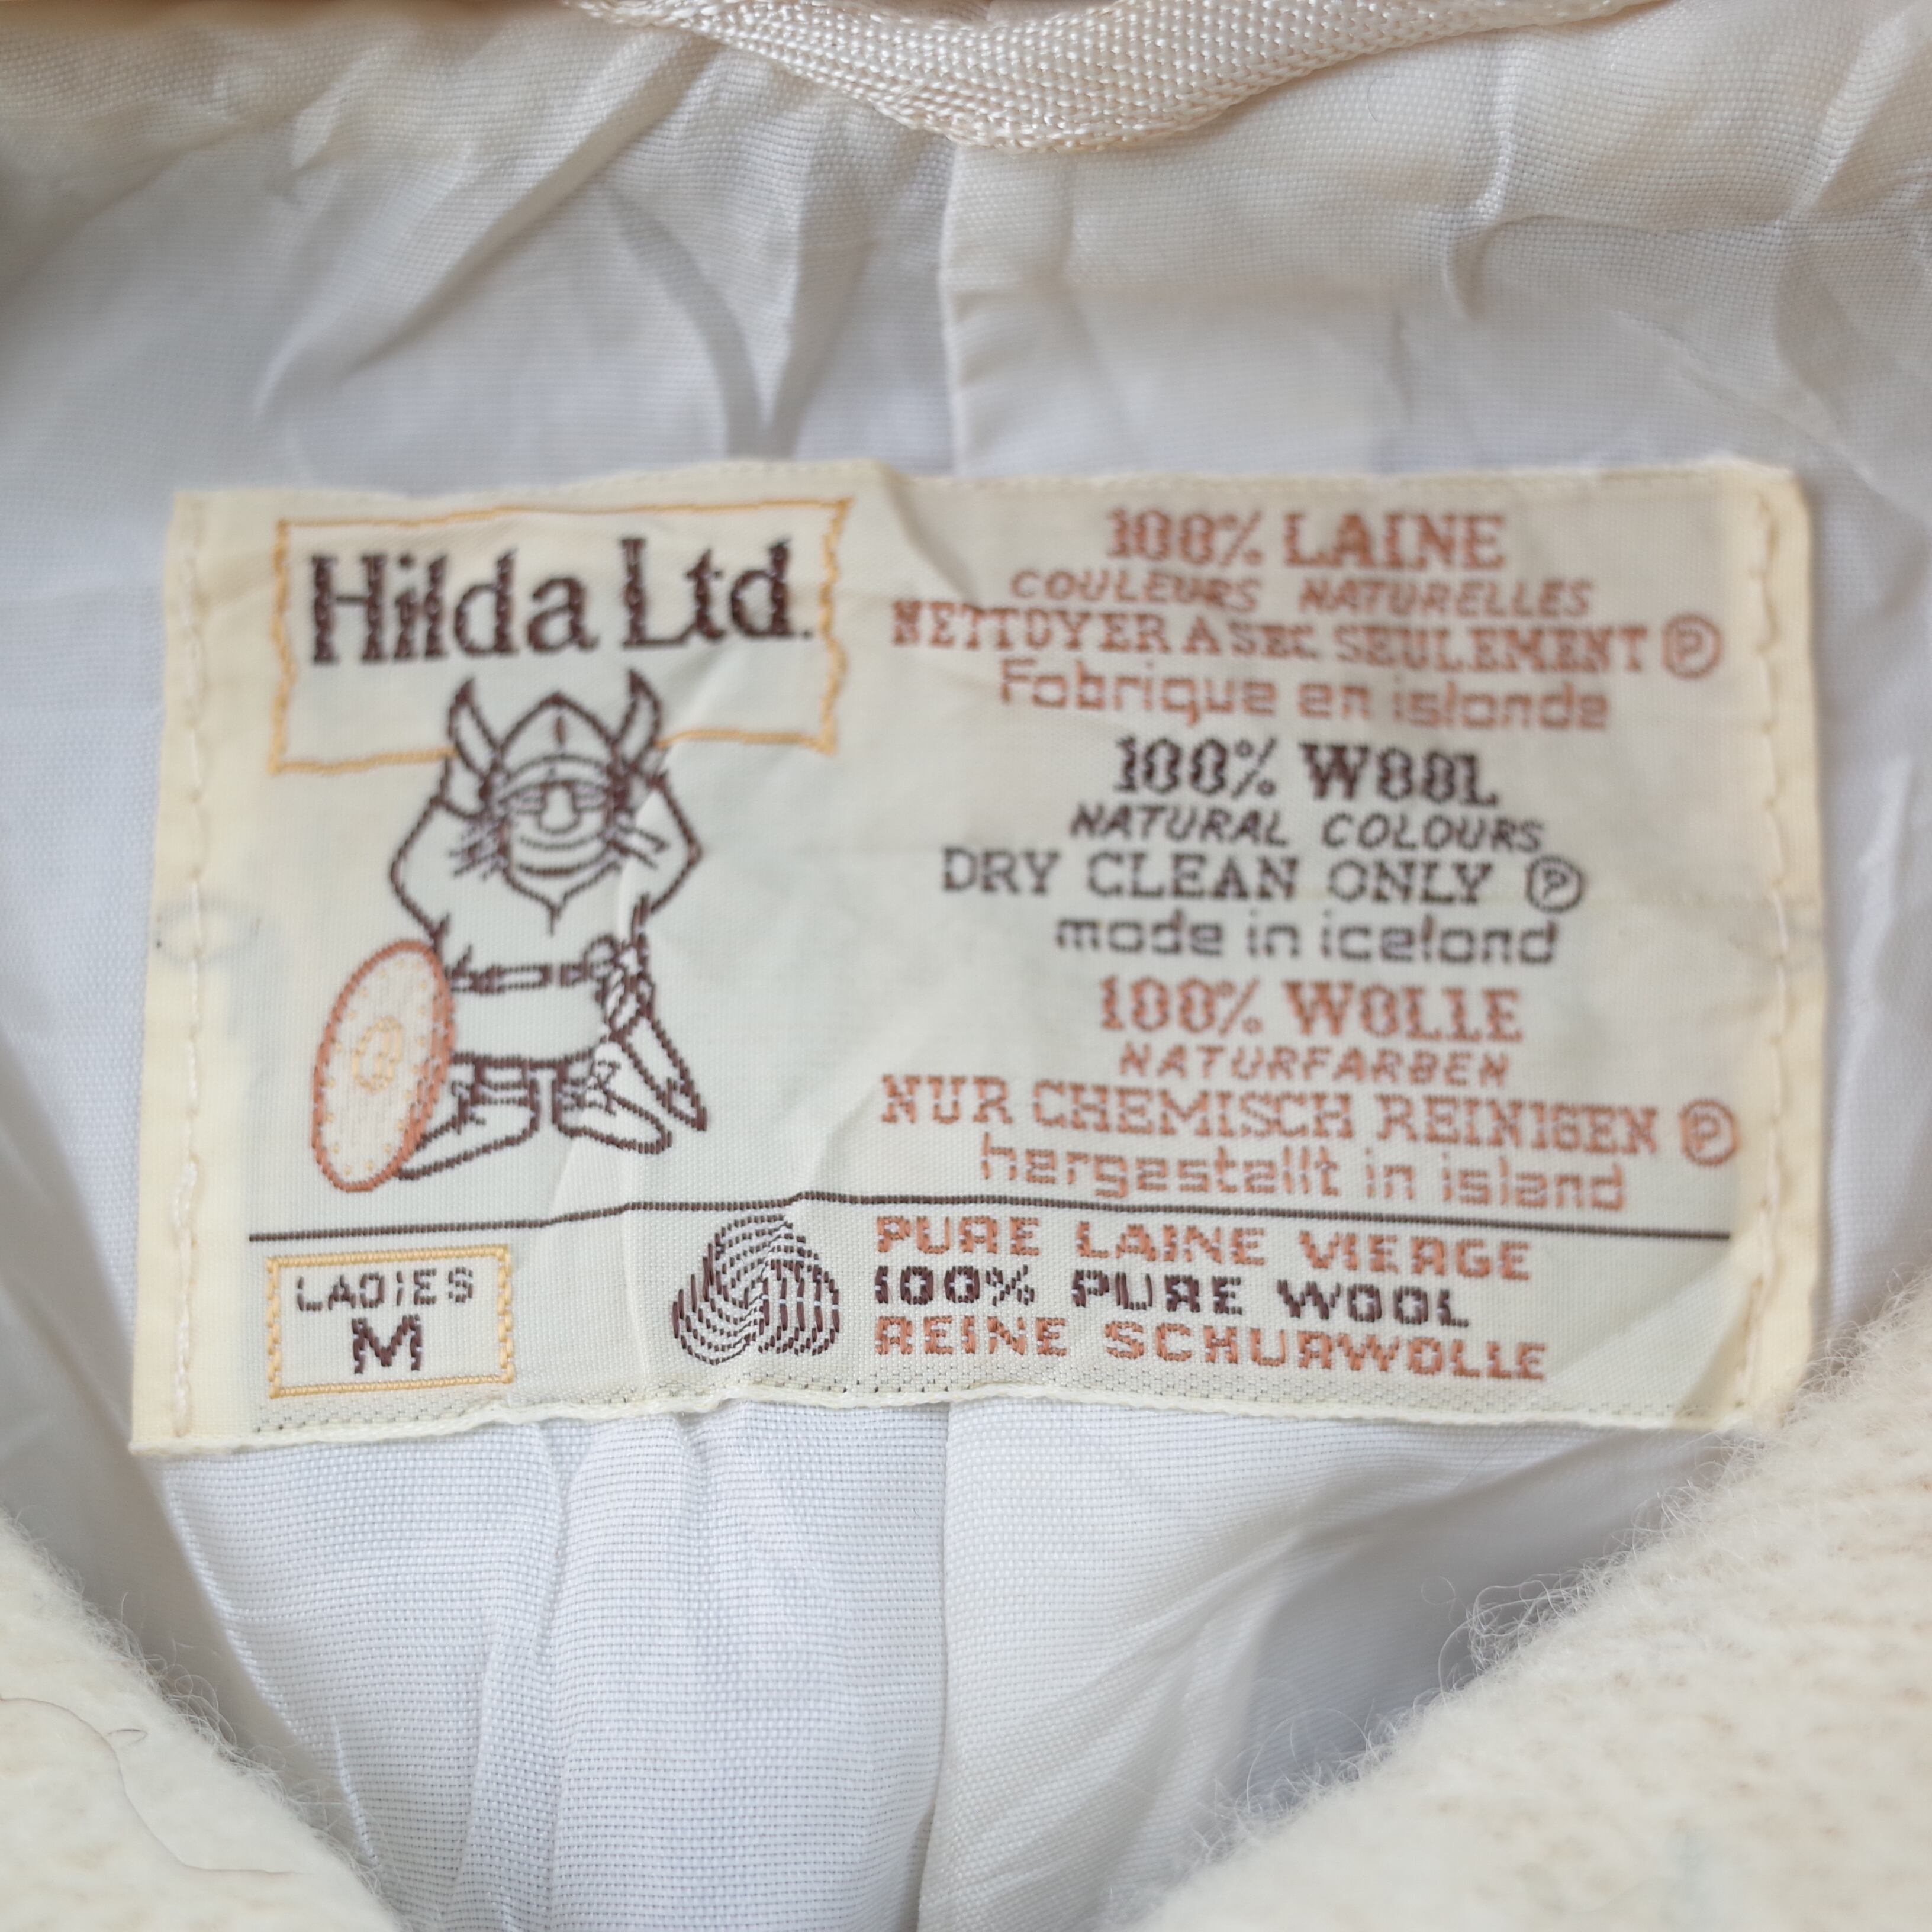 Hilda Ltd.
100% LAINE
COULEURS NATURELLES
NETTOYER A SEC SEULEMENT Ⓟ
Fabrique en islande
100% WOOL
NATURAL COLOURS
DRY CLEAN ONLY Ⓟ
made in iceland
100% WOLLE
NATURFARBEN
NUR CHEMISCH REINIGEN Ⓟ
hergestellt in island
LADIES
M
PURE LAINE VIERGE
100% PURE WOOL
REINE SCHURWOLLE